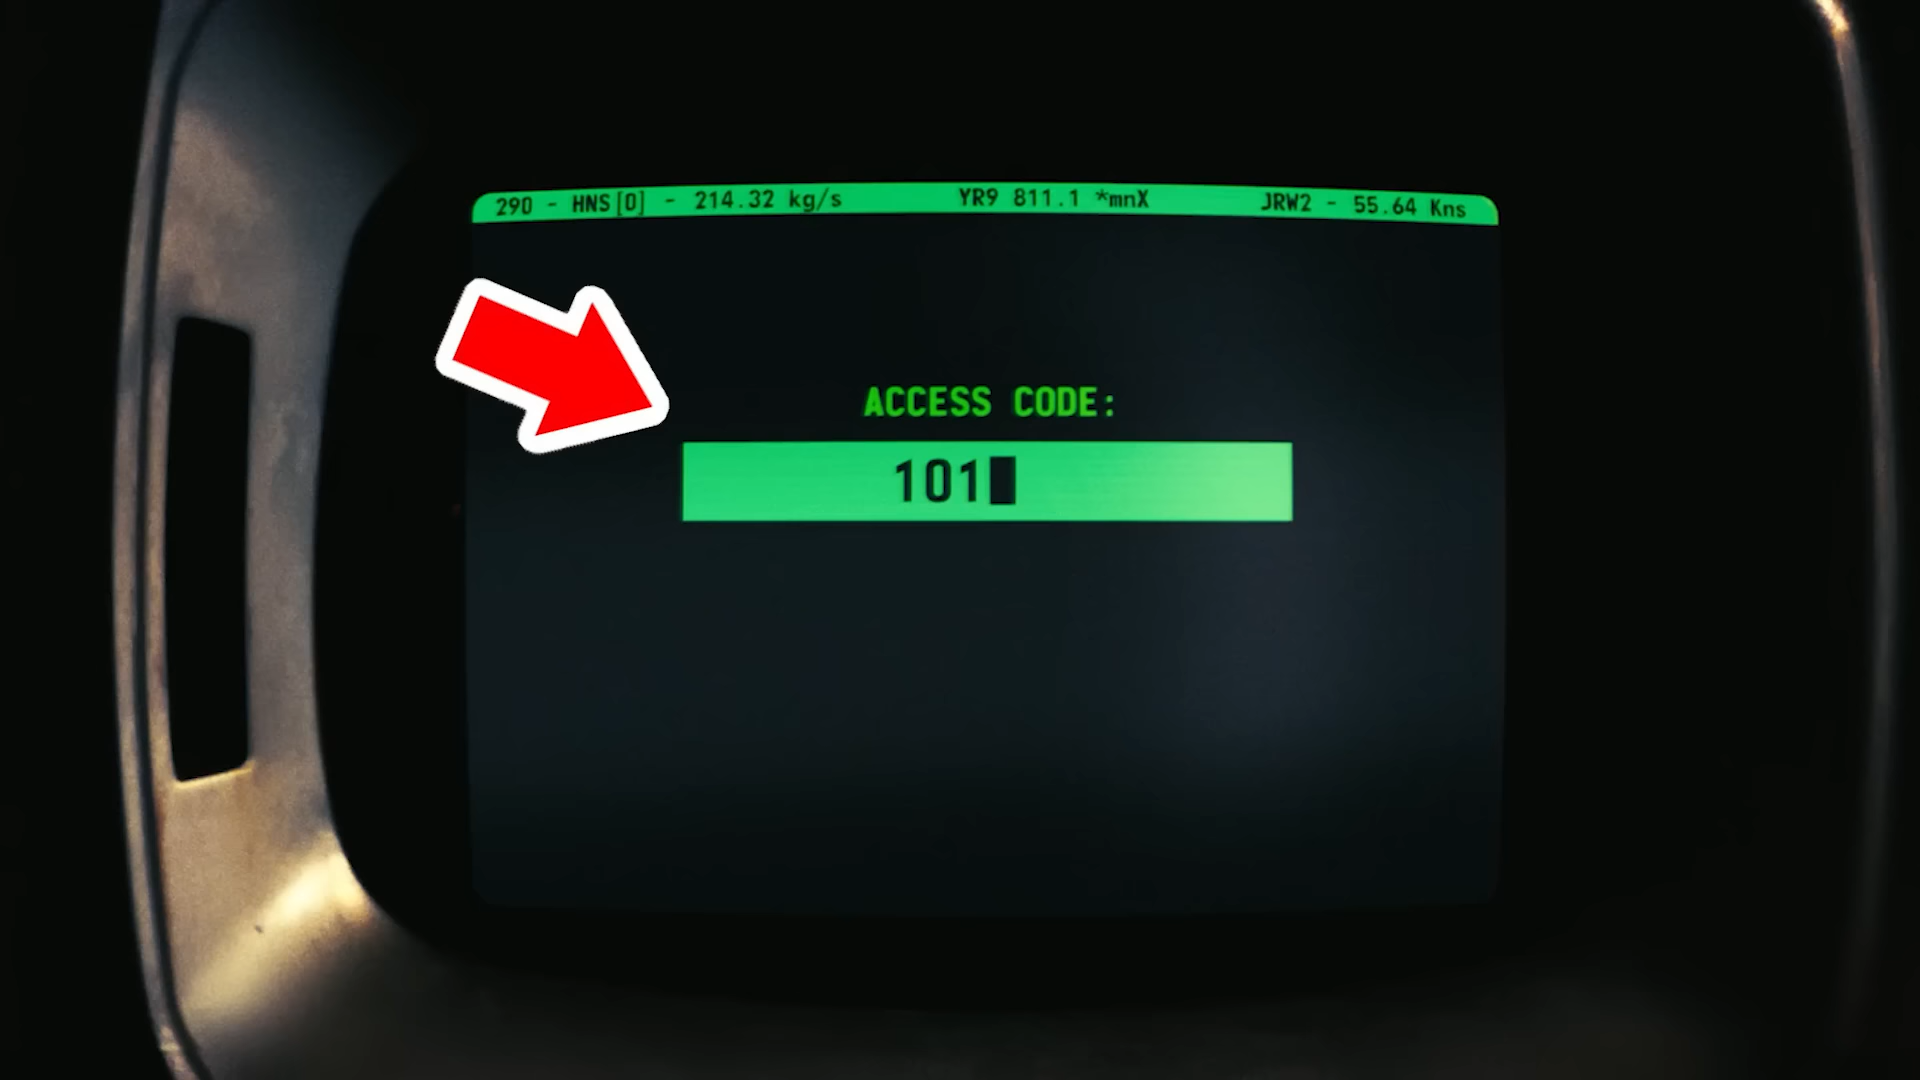 290 - HNS[0] - 214.32 kg/s YR9 811.1 *mnX JRW2 - 55.64 Kns
ACCESS CODE:
101